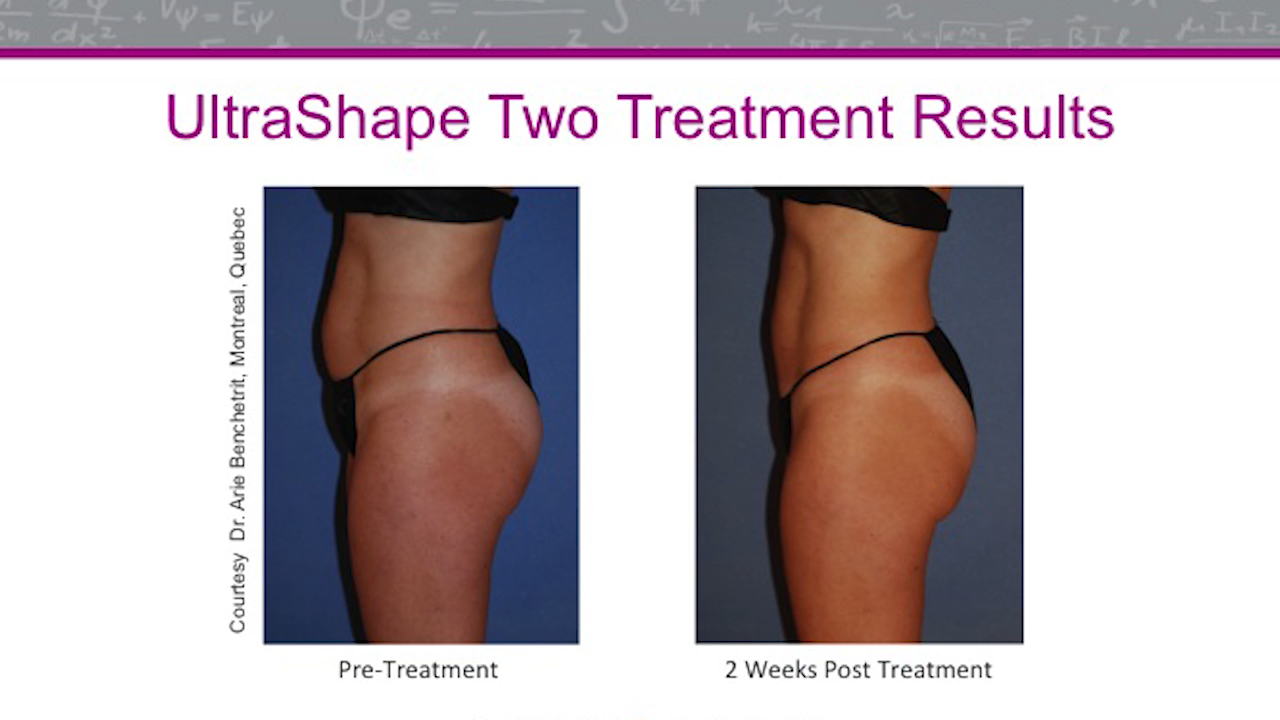 UltraShape Two Treatment Results
Courtesy Dr. Arie Benchetrit, Montreal, Quebec
Pre-Treatment
2 Weeks Post Treatment